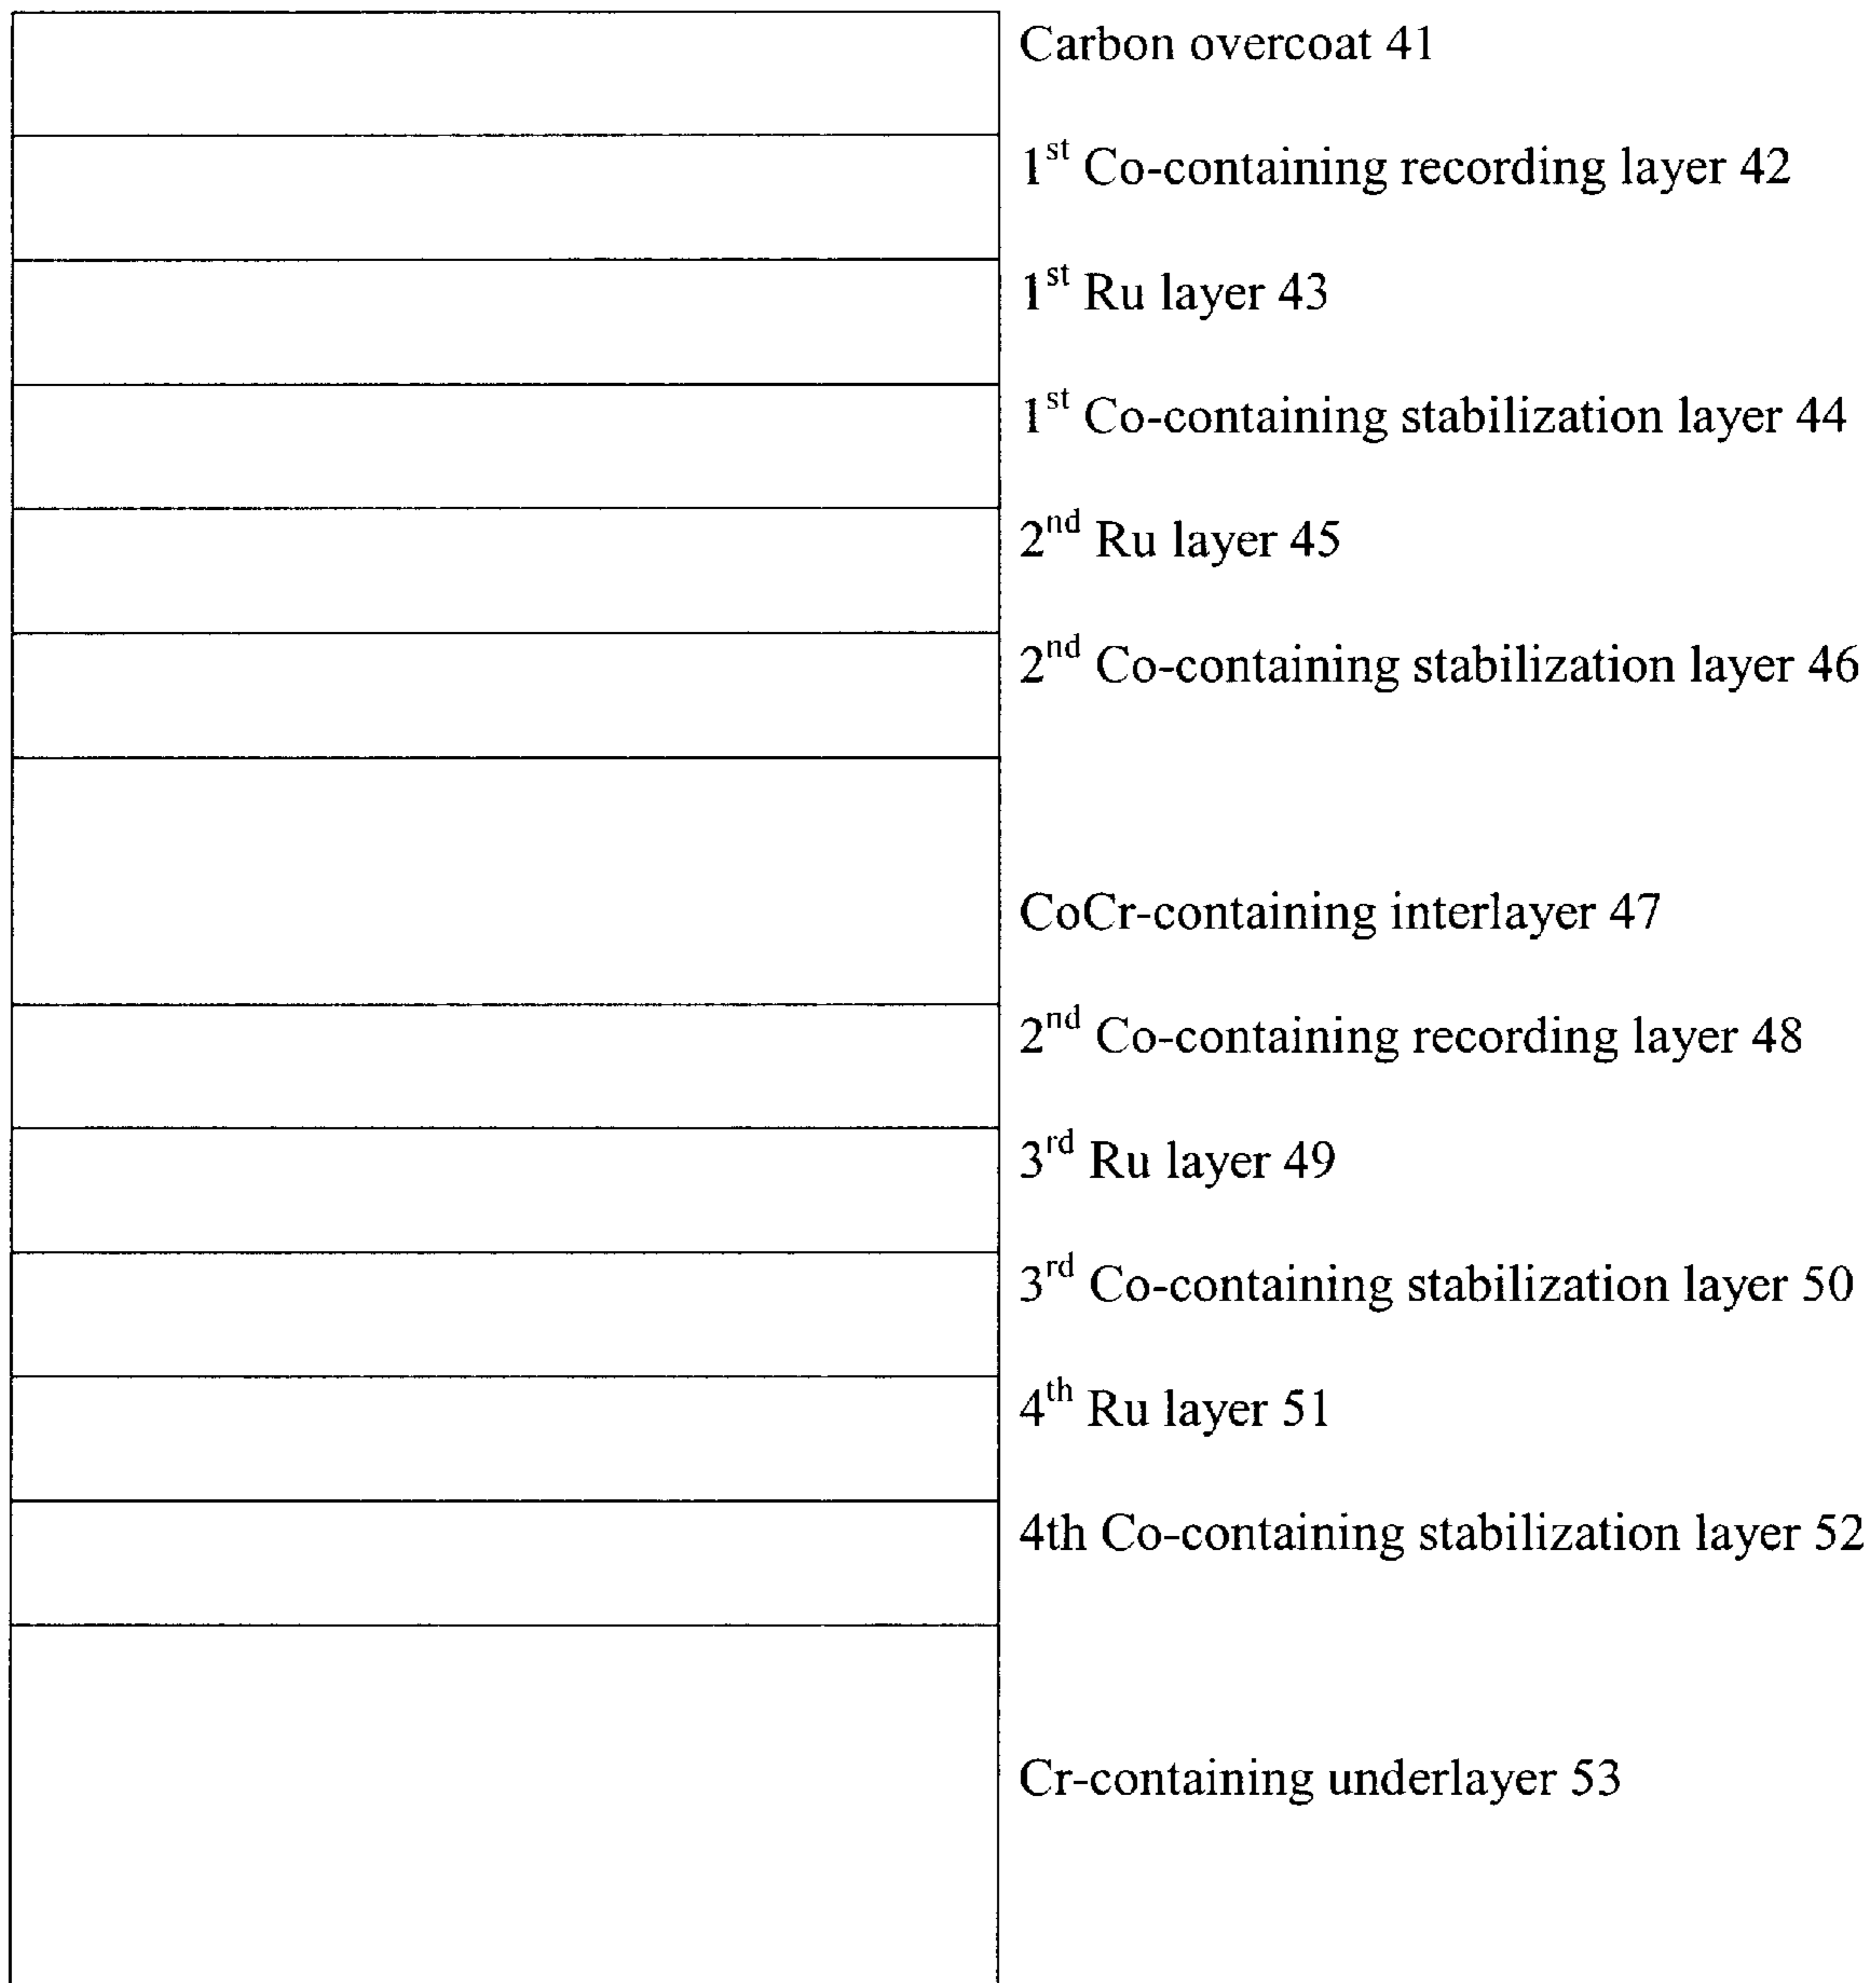 Carbon overcoat 41
1st Co-containing recording layer 42
1st Ru layer 43
1st Co-containing stabilization layer 44
2nd Ru layer 45
2nd Co-containing stabilization layer 46
CoCr-containing interlayer 47
2nd Co-containing recording layer 48
3rd Ru layer 49
3rd Co-containing stabilization layer 50
4th Ru layer 51
4th Co-containing stabilization layer 52
Cr-containing underlayer 53